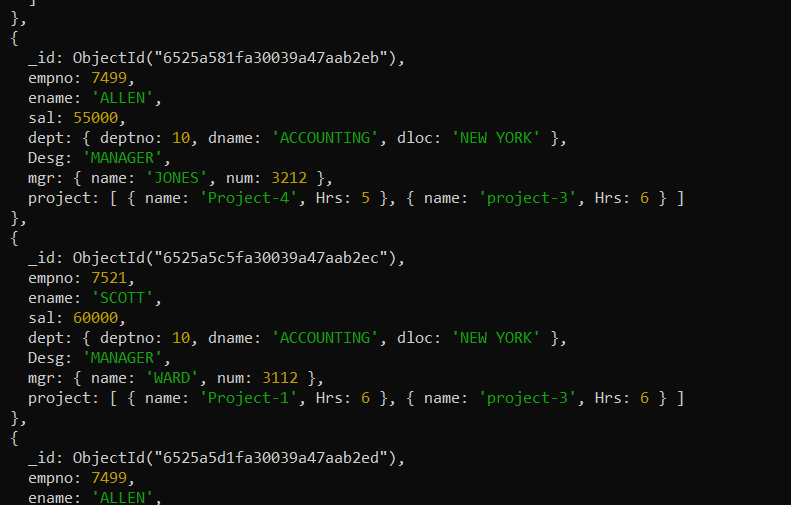 ]
},
{
_id: ObjectId("6525a581fa30039a47aab2eb"),
empno: 7499,
ename: 'ALLEN',
sal: 55000,
dept: { deptno: 10, dname: 'ACCOUNTING', dloc: 'NEW YORK' },
Desg: 'MANAGER',
mgr: { name: 'JONES', num: 3212 },
project: [ { name: 'Project-4', Hrs: 5 }, { name: 'project-3', Hrs: 6 } ]
},
{
_id: ObjectId("6525a5c5fa30039a47aab2ec"),
empno: 7521,
ename: 'SCOTT',
sal: 60000,
dept: { deptno: 10, dname: 'ACCOUNTING', dloc: 'NEW YORK' },
Desg: 'MANAGER',
mgr: { name: 'WARD', num: 3112 },
project: [ { name: 'Project-1', Hrs: 6 }, { name: 'project-3', Hrs: 6 } ]
},
{
_id: ObjectId("6525a5d1fa30039a47aab2ed"),
empno: 7499,
ename: 'ALLEN',